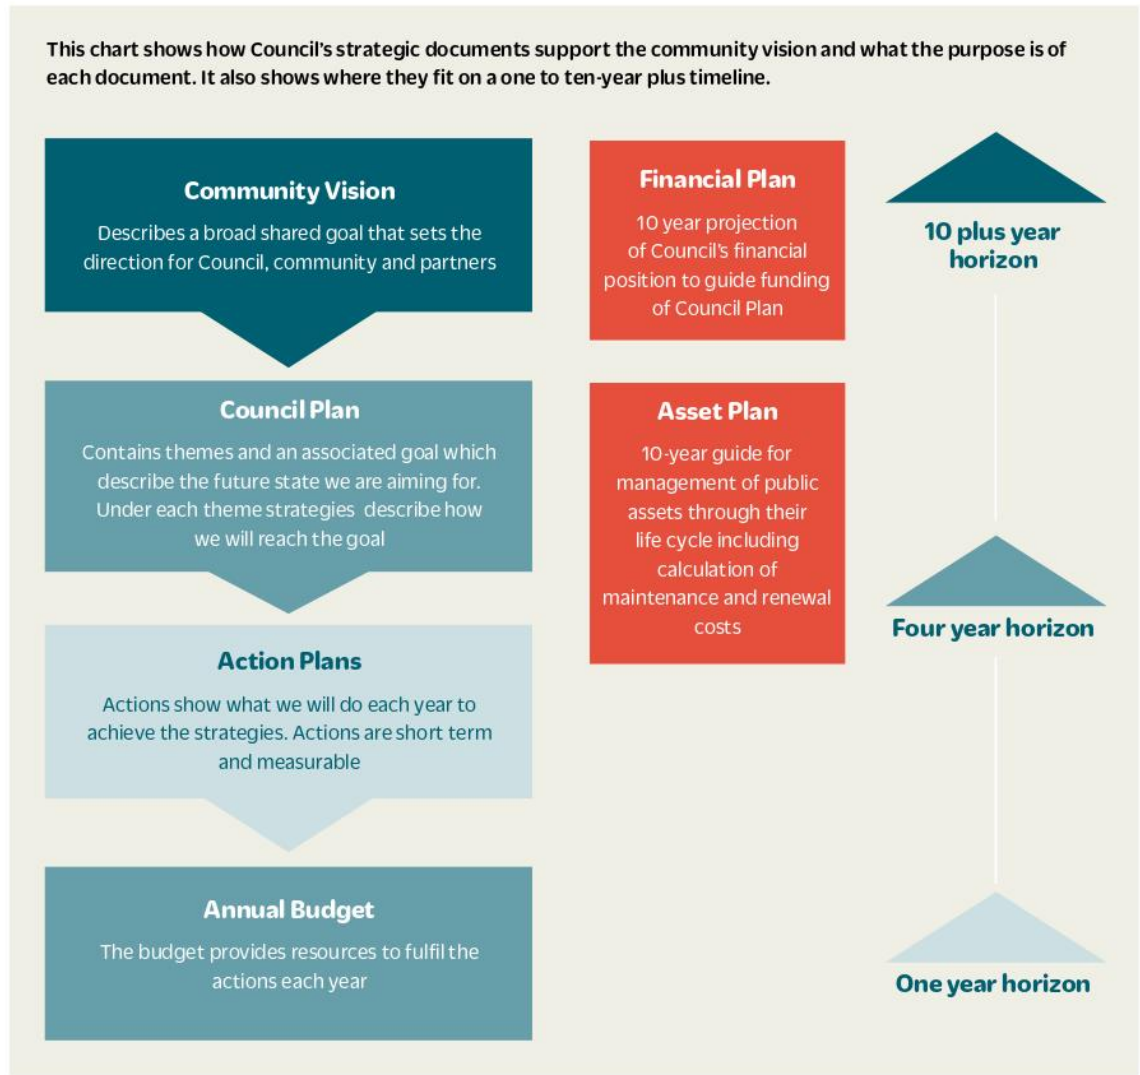 This chart shows how Council's strategic documents support the community vision and what the purpose is of
each document. It also shows where they fit on a one to ten-year plus timeline.
Community Vision
Describes a broad shared goal that sets the
direction for Council, community and partners
Council Plan
Contains themes and an associated goal which
describe the future state we are aiming for.
Under each theme strategies describe how
we will reach the goal
Action Plans
Actions show what we will do each year to
achieve the strategies. Actions are short term
and measurable
Annual Budget
The budget provides resources to fulfil the
actions each year
Financial Plan
10 year projection
of Council's financial
position to guide funding
of Council Plan
Asset Plan
10-year guide for
management of public
assets through their
life cycle including
calculation of
maintenance and renewal
costs
10 plus year
horizon
Four year horizon
One year horizon